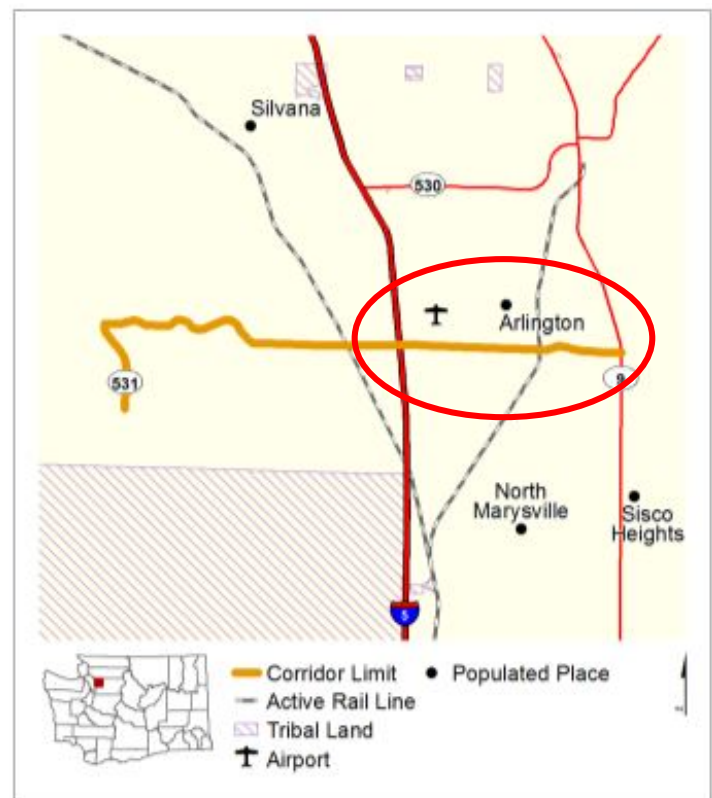 Silvana
530
Arlington
531
9
North
Marysville
Sisco
Heights
5
Corridor Limit
Populated Place
Active Rail Line
Tribal Land
Airport